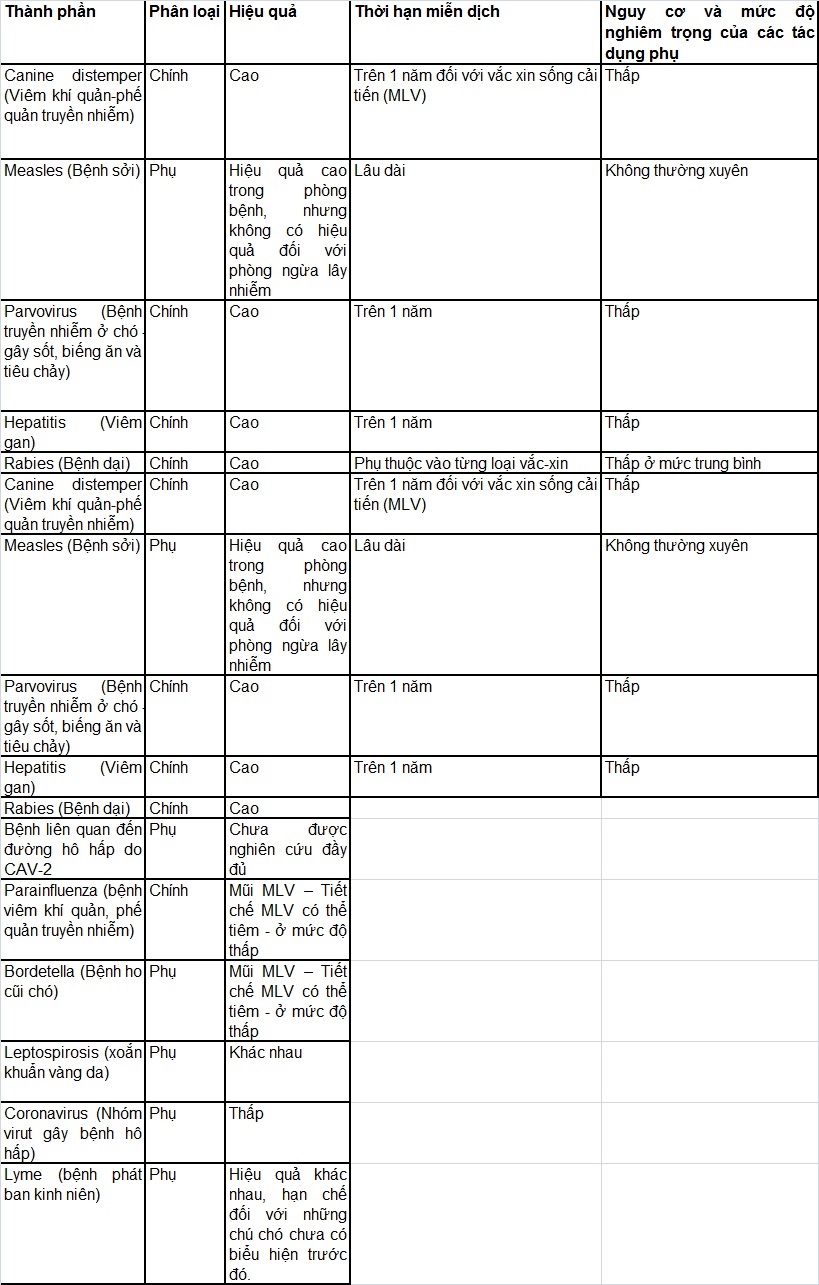 Thành phần Phân loại Hiệu quả Thời hạn miễn dịch Nguy cơ và mức độ
nghiêm trọng của các tác
dụng phụ
Canine distemper Chính Cao Trên 1 năm đối với vắc xin sống cải Thấp
(Viêm khí quản-phế tiến (MLV)
quản truyền nhiễm)
Measles (Bệnh sởi) Phụ Hiệu quả cao Lâu dài Không thường xuyên
trong phòng
bệnh, nhưng
không có hiệu
quả đối với
phòng ngừa lây
nhiễm
Parvovirus (Bệnh Chính Cao Trên 1 năm Thấp
truyền nhiễm ở chó -
gây sốt, biếng ăn và
tiêu chảy)
Hepatitis (Viêm Chính Cao Trên 1 năm Thấp
gan)
Rabies (Bệnh dại) Chính Cao Phụ thuộc vào từng loại vắc-xin Thấp ở mức trung bình
Canine distemper Chính Cao Trên 1 năm đối với vắc xin sống cải Thấp
(Viêm khí quản-phế tiến (MLV)
quản truyền nhiễm)
Measles (Bệnh sởi) Phụ Hiệu quả cao Lâu dài Không thường xuyên
trong phòng
bệnh, nhưng
không có hiệu
quả đối với
phòng ngừa lây
nhiễm
Parvovirus (Bệnh Chính Cao Trên 1 năm Thấp
truyền nhiễm ở chó -
gây sốt, biếng ăn và
tiêu chảy)
Hepatitis (Viêm Chính Cao Trên 1 năm Thấp
gan)
Rabies (Bệnh dại) Chính Cao
Bệnh liên quan đến Phụ Chưa được
đường hô hấp do nghiên cứu đầy
CAV-2 đủ
Parainfluenza (bệnh Chính Mũi MLV – Tiết
viêm khí quản, phế chế MLV có thể
quản truyền nhiễm) tiêm - ở mức độ
thấp
Bordetella (Bệnh ho Phụ Mũi MLV – Tiết
cũi chó) chế MLV có thể
tiêm - ở mức độ
thấp
Leptospirosis (xoắn Phụ Khác nhau
khuẩn vàng da)
Coronavirus (Nhóm Phụ Thấp
virut gây bệnh hô
hấp)
Lyme (bệnh phát Phụ Hiệu quả khác
ban kinh niên) nhau, hạn chế
đối với những
chú chó chưa có
biểu hiện trước
đó.